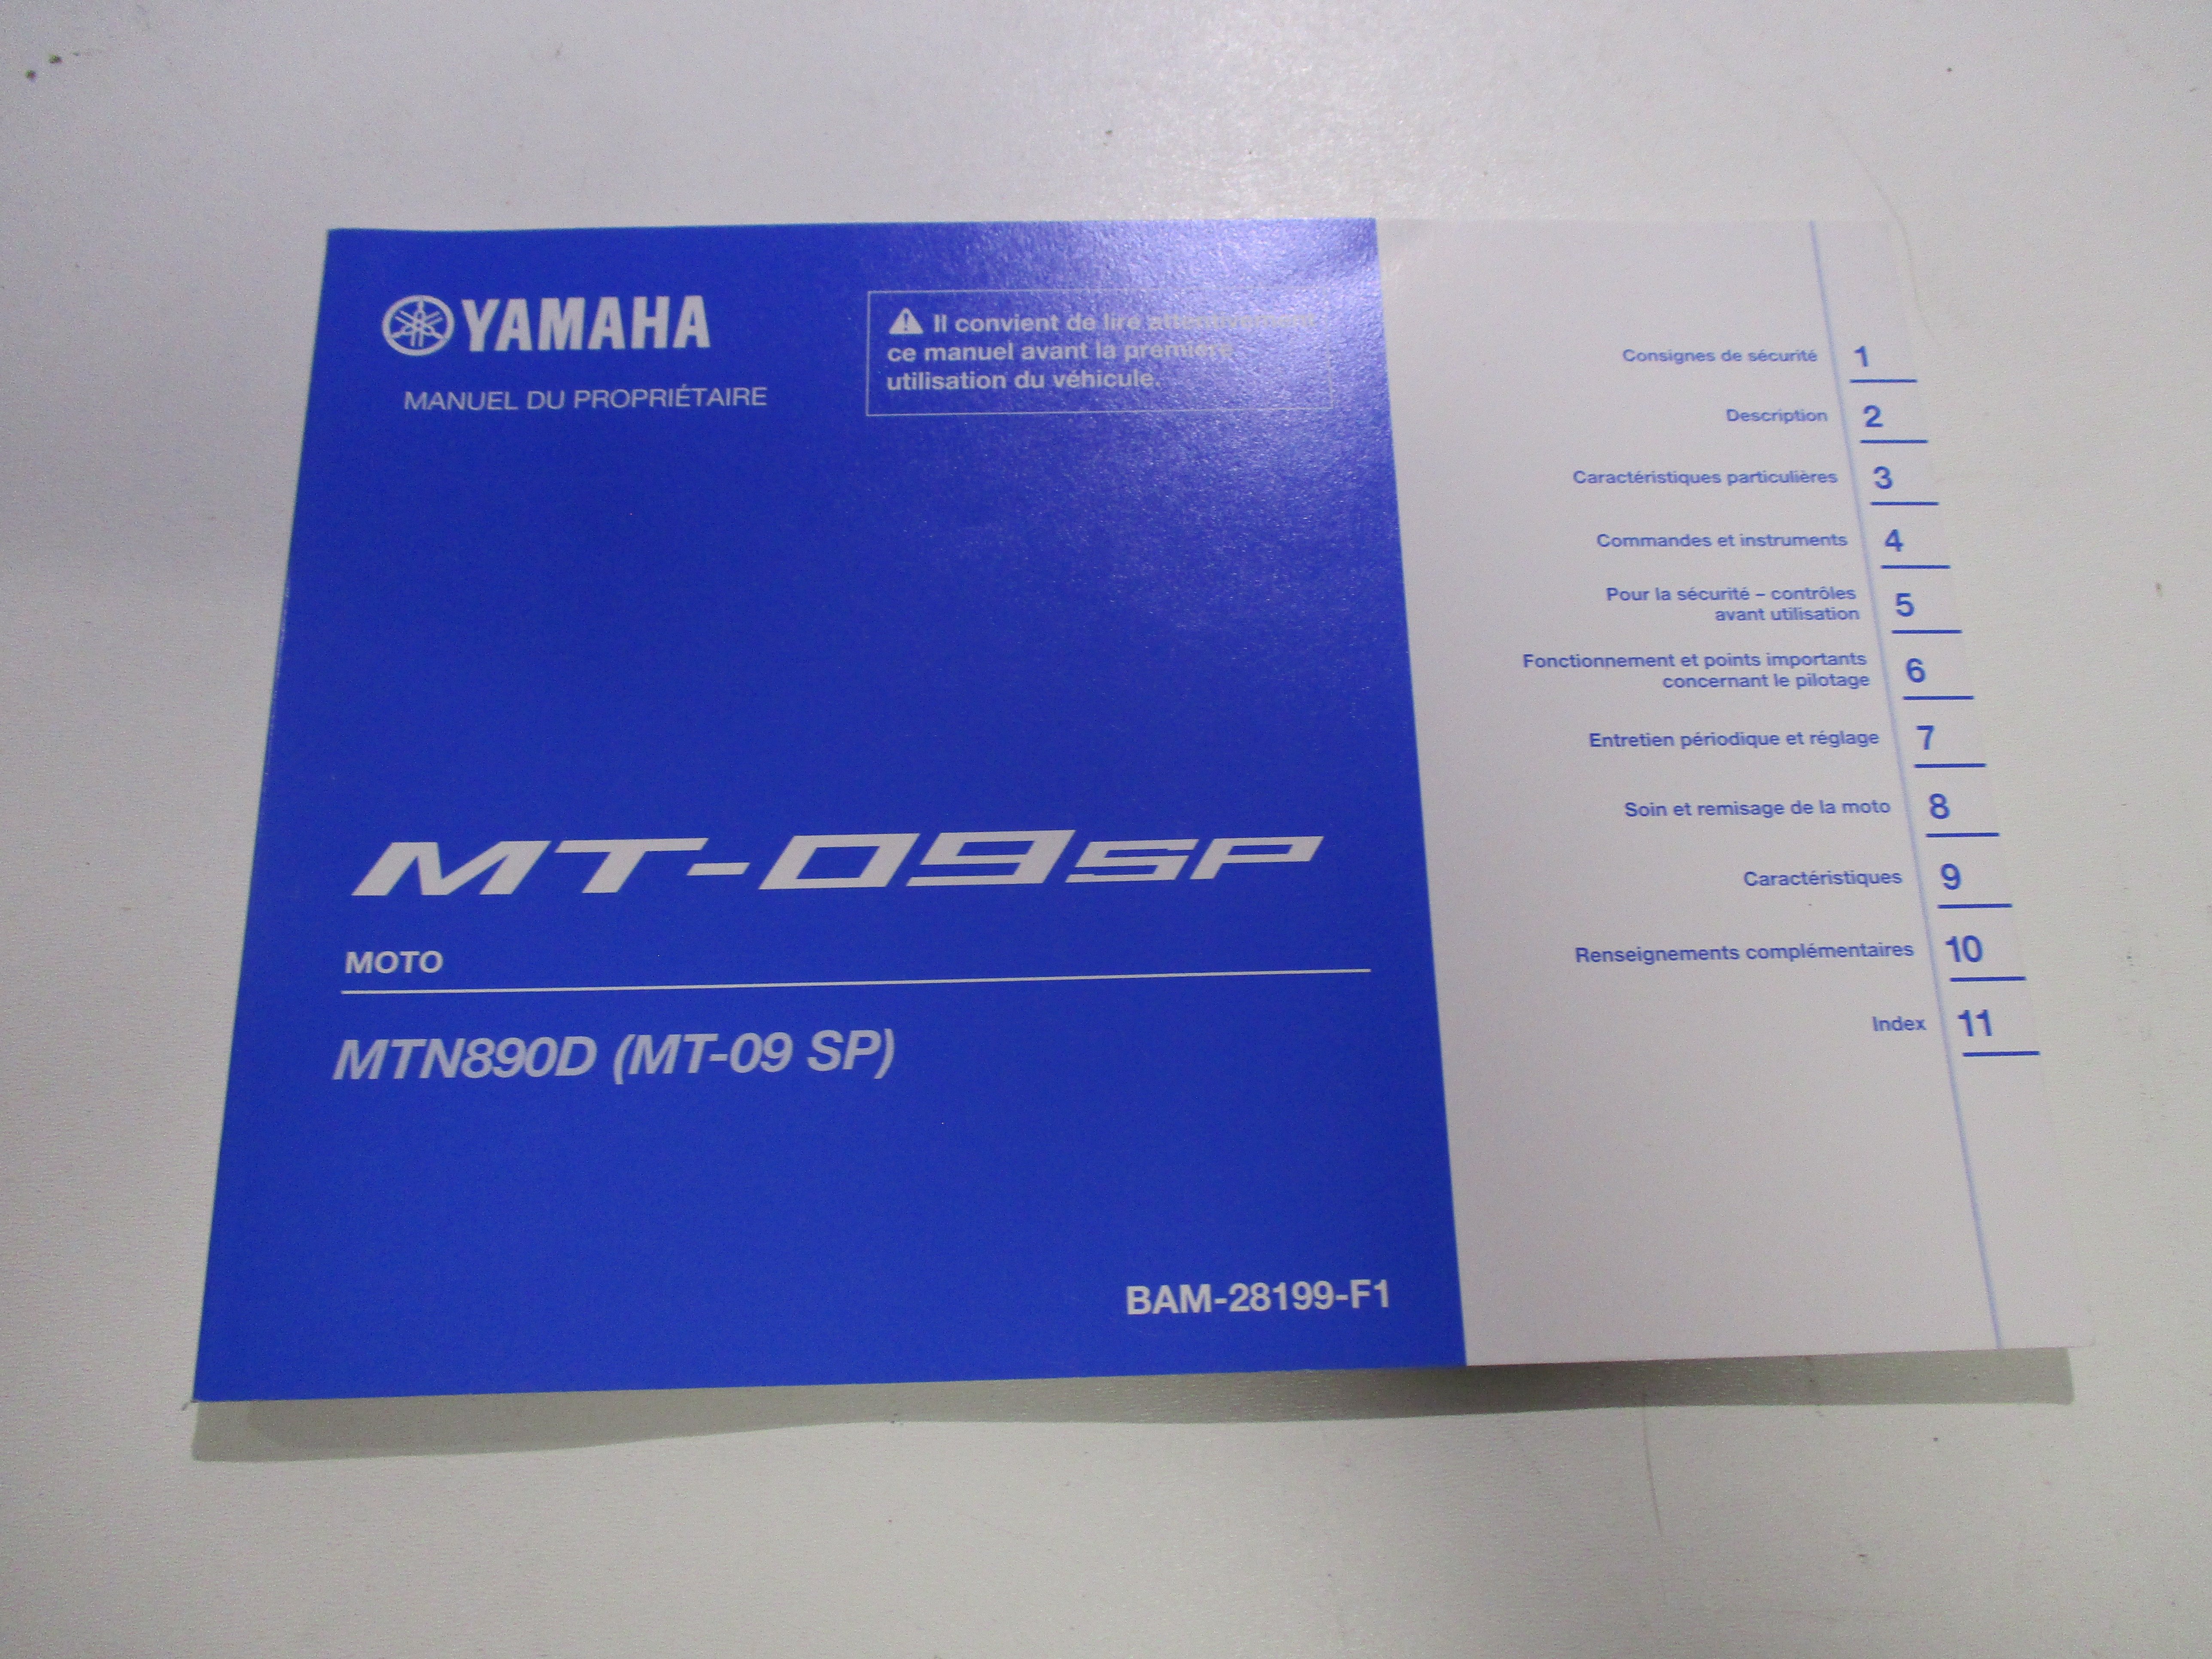 YAMAHA
MANUEL DU PROPRIÉTAIRE
Il convient de lire attentivement
ce manuel avant la première
utilisation du véhicule.
MT-09SP
MOTO
MTN890D (MT-09 SP)
BAM-28199-F1
Consignes de sécurité 1
Description 2
Caractéristiques particulières 3
Commandes et instruments 4
Pour la sécurité – contrôles
avant utilisation 5
Fonctionnement et points importants
concernant le pilotage 6
Entretien périodique et réglage 7
Soin et remisage de la moto 8
Caractéristiques 9
Renseignements complémentaires 10
Index 11